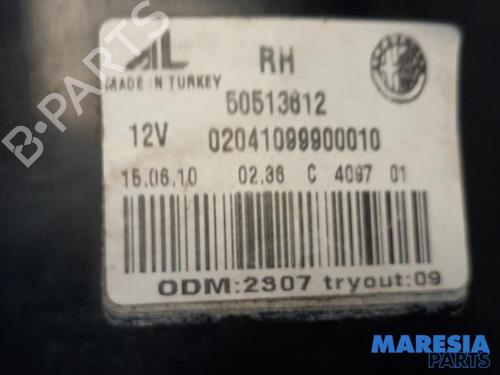 AL RH
MADE IN TURKEY
50513612
12V 02041099900010
15.06.10 02.36 C 4097 01
ODM:2307 tryout:09
B-Parts
MARESIA
PARTS